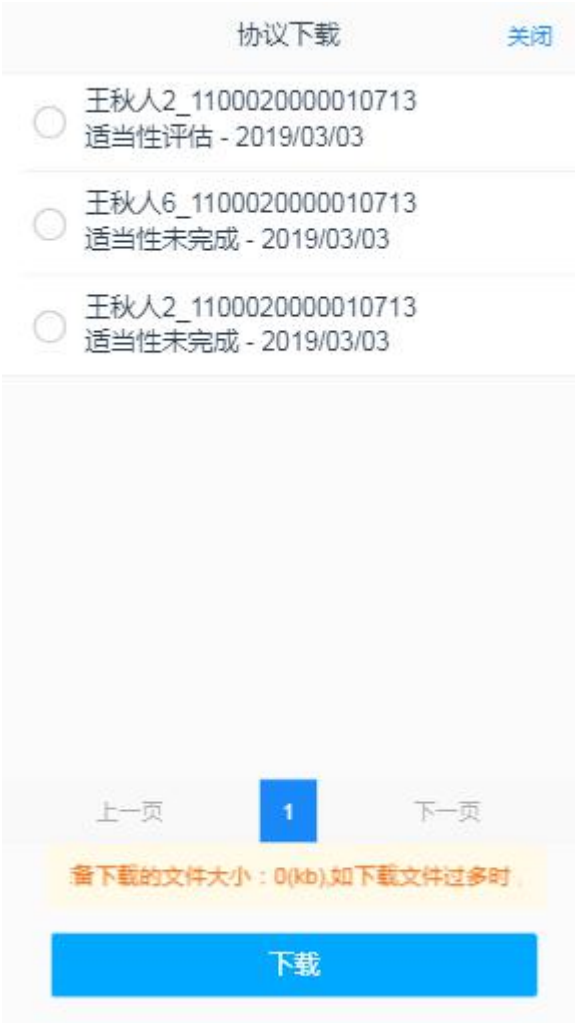 协议下载
关闭
王秋人2_1100020000010713
适当性评估 - 2019/03/03
王秋人6_1100020000010713
适当性未完成 - 2019/03/03
王秋人2_1100020000010713
适当性未完成 - 2019/03/03
上一页
1
下一页
备下载的文件大小：0(kb),如下载文件过多时
下载